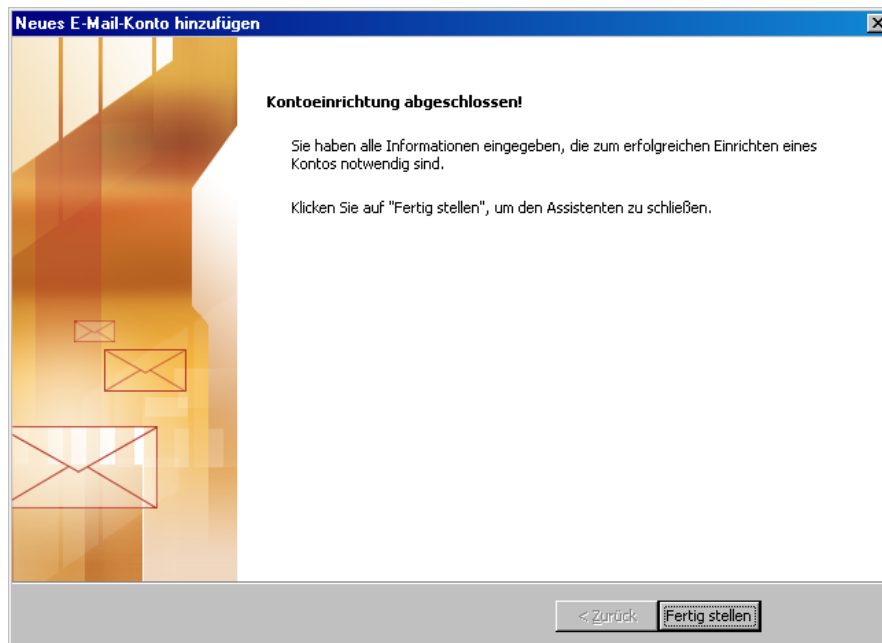 Neues E-Mail-Konto hinzufügen
Kontoeinrichtung abgeschlossen!
Sie haben alle Informationen eingegeben, die zum erfolgreichen Einrichten eines
Kontos notwendig sind.
Klicken Sie auf "Fertig stellen", um den Assistenten zu schließen.
< Zurück
Fertig stellen